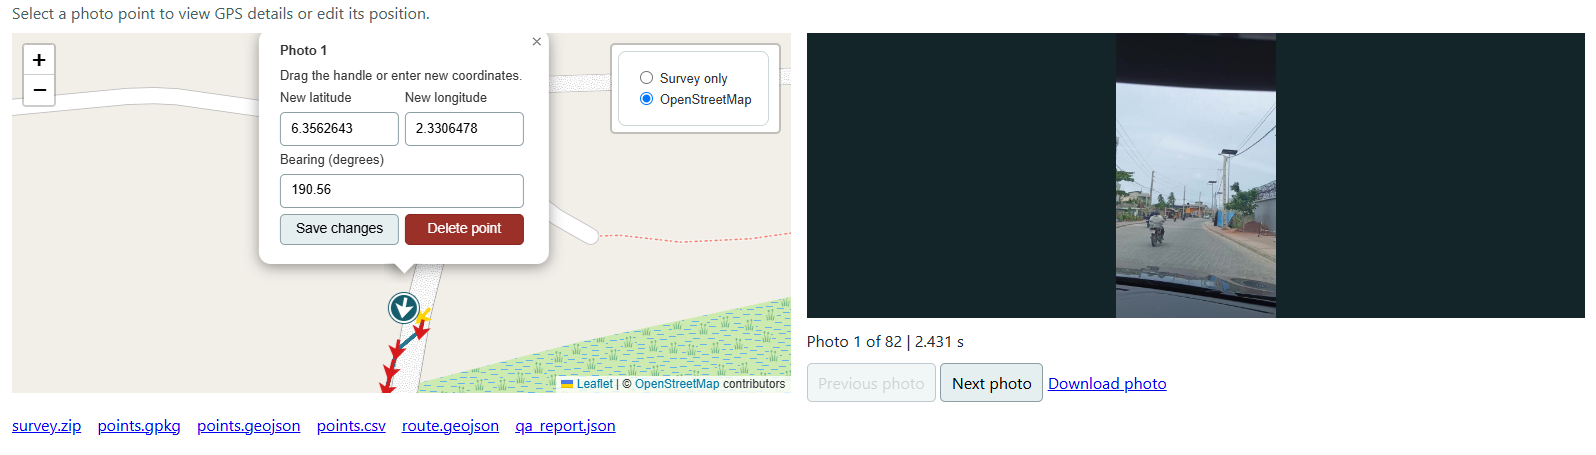 Select a photo point to view GPS details or edit its position.
+
−
Photo 1
×
Drag the handle or enter new coordinates.
New latitude
New longitude
6.3562643
2.3306478
Bearing (degrees)
190.56
Save changes
Delete point
Survey only
OpenStreetMap
Leaflet | © OpenStreetMap contributors
Photo 1 of 82 | 2.431 s
Previous photo
Next photo
Download photo
survey.zip
points.gpkg
points.geojson
points.csv
route.geojson
qa_report.json